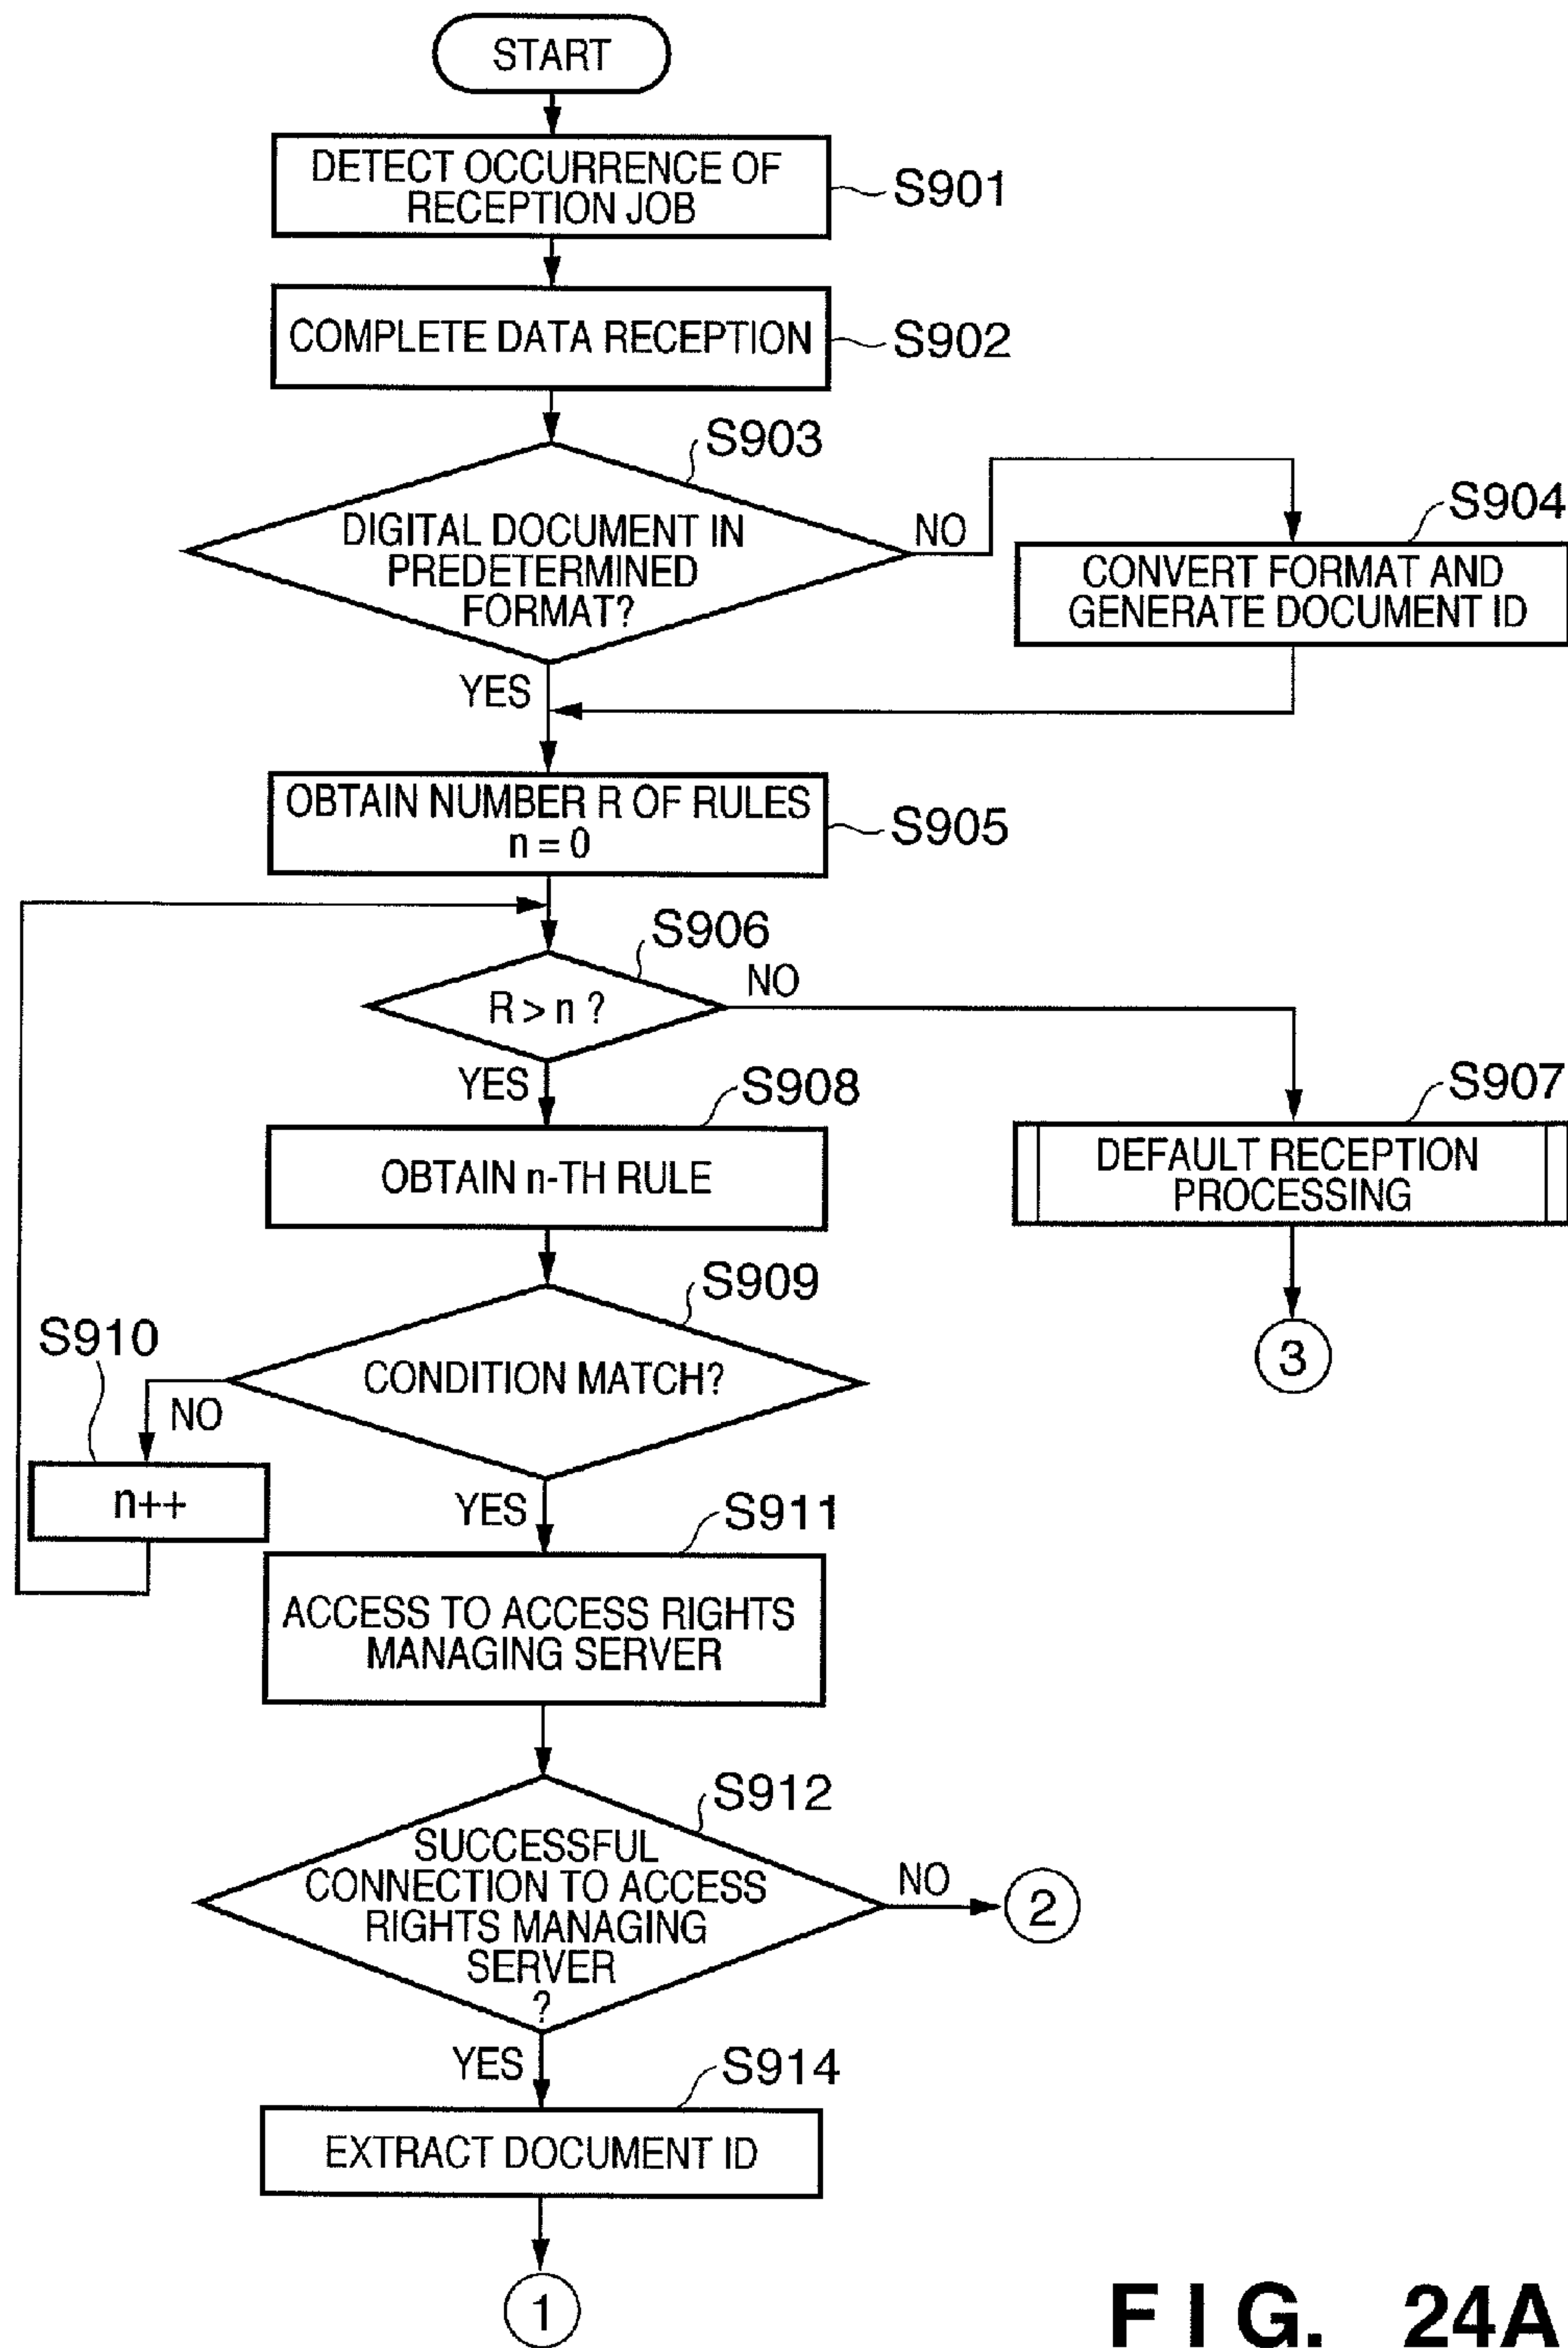 START
DETECT OCCURRENCE OF
RECEPTION JOB
S901
COMPLETE DATA RECEPTION
S902
S903
DIGITAL DOCUMENT IN
PREDETERMINED
FORMAT?
NO
S904
CONVERT FORMAT AND
GENERATE DOCUMENT ID
YES
OBTAIN NUMBER R OF RULES
n = 0
S905
S906
R > n ?
NO
YES
S908
S907
OBTAIN n-TH RULE
DEFAULT RECEPTION
PROCESSING
S909
3
S910
CONDITION MATCH?
NO
n++
YES
S911
ACCESS TO ACCESS RIGHTS
MANAGING SERVER
S912
SUCCESSFUL
CONNECTION TO ACCESS
RIGHTS MANAGING
SERVER
?
NO
2
YES
S914
EXTRACT DOCUMENT ID
1
FIG. 24A